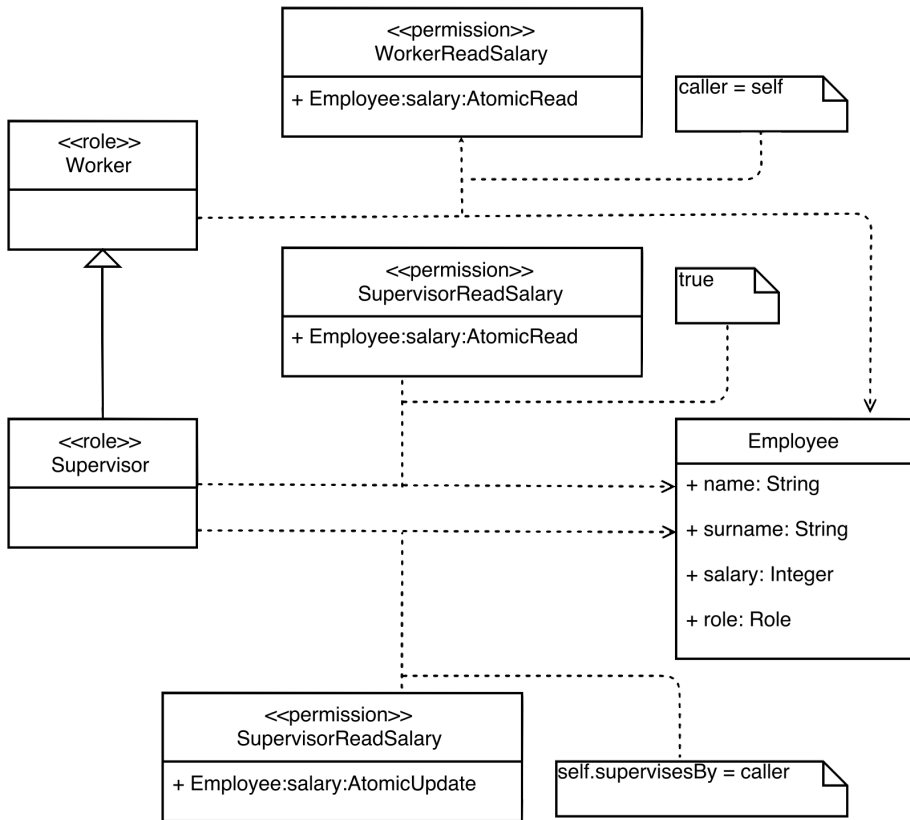 <<permission>>
WorkerReadSalary
+ Employee:salary:AtomicRead
caller = self
<<role>>
Worker
<<permission>>
SupervisorReadSalary
+ Employee:salary:AtomicRead
true
<<role>>
Supervisor
Employee
+ name: String
+ surname: String
+ salary: Integer
+ role: Role
<<permission>>
SupervisorReadSalary
+ Employee:salary:AtomicUpdate
self.supervisesBy = caller